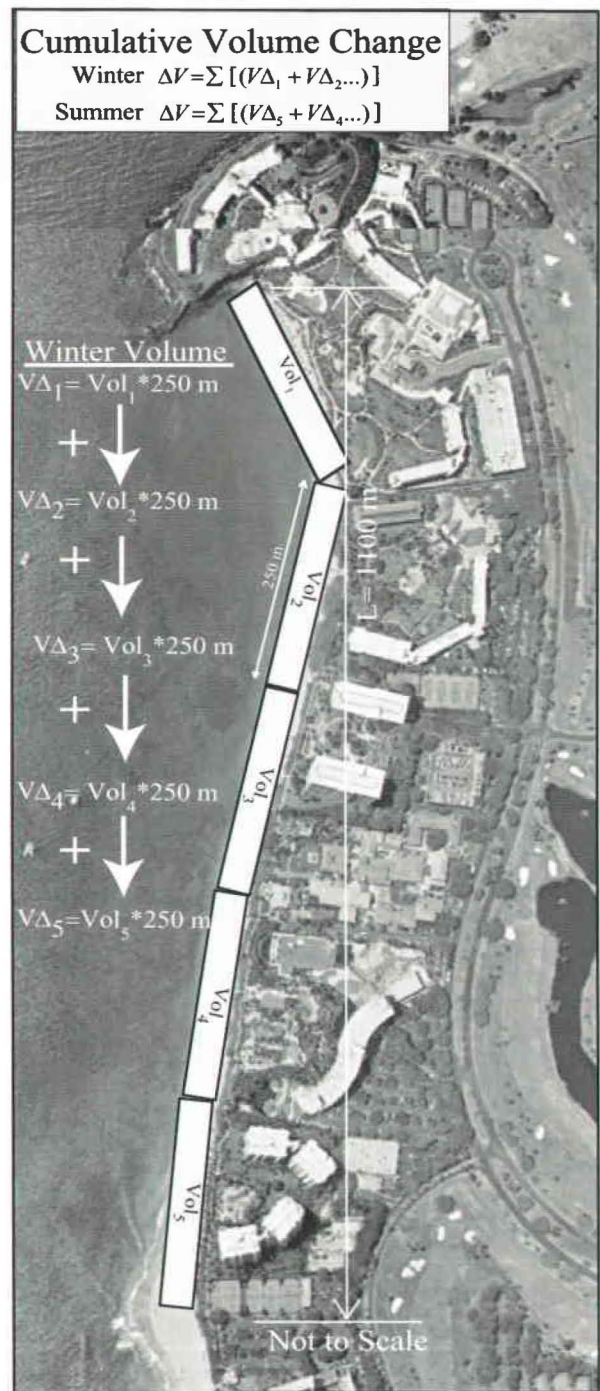 Cumulative Volume Change
Winter ΔV=∑ [(VΔ₁ + VΔ₂...)]
Summer ΔV=∑ [(VΔ₅ + VΔ₄...)]
Winter Volume
VΔ₁= Vol₁*250 m
+
VΔ₂= Vol₂*250 m
+
VΔ₃= Vol₃*250 m
+
VΔ₄= Vol₄*250 m
+
VΔ₅=Vol₅*250 m
Vol₁
250 m
Vol₂
L= 1100 m
Vol₃
Vol₄
Vol₅
Not to Scale